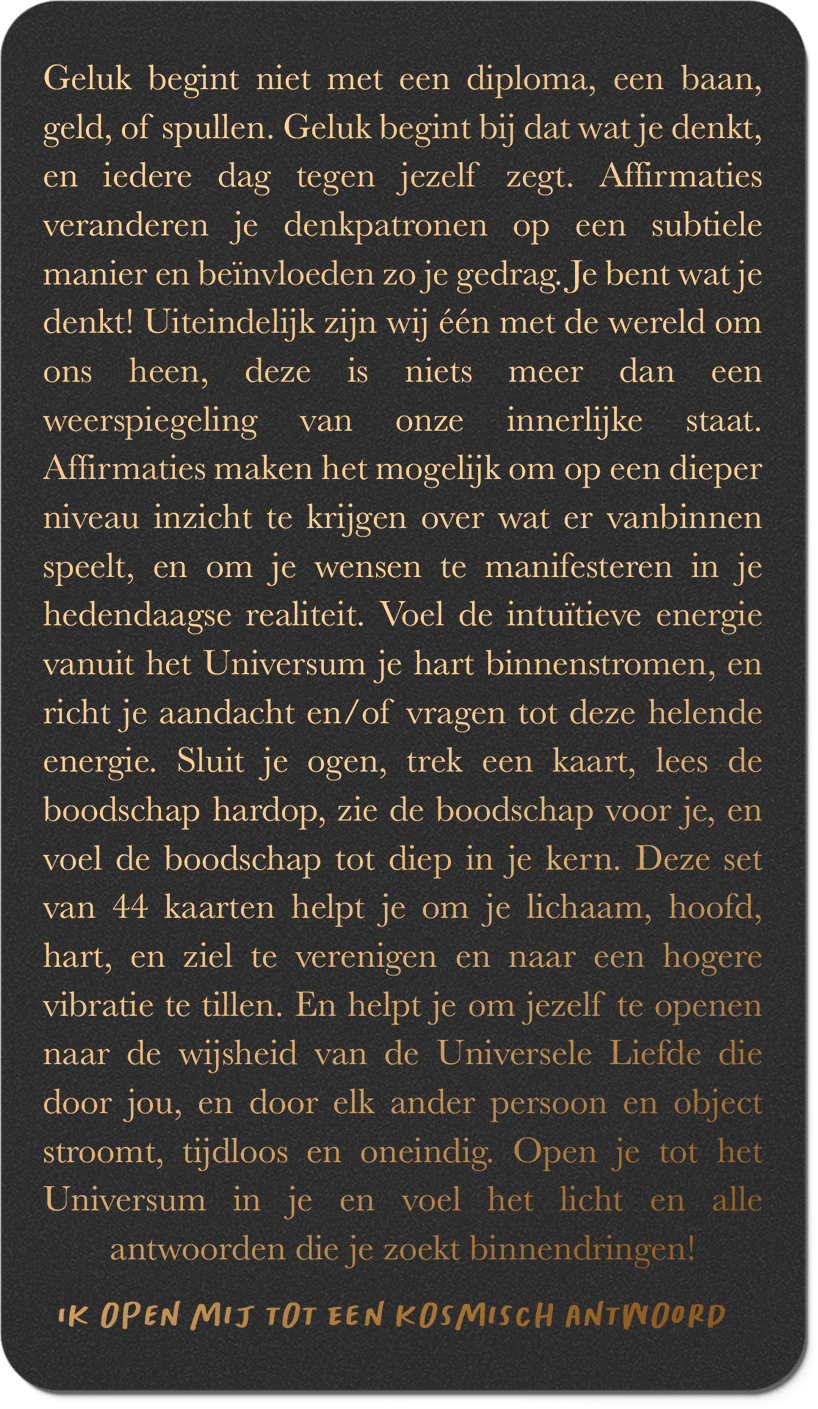 Geluk begint niet met een diploma, een baan,
geld, of spullen. Geluk begint bij dat wat je denkt,
en iedere dag tegen jezelf zegt. Affirmaties
veranderen je denkpatronen op een subtiele
manier en beïnvloeden zo je gedrag. Je bent wat je
denkt! Uiteindelijk zijn wij één met de wereld om
ons heen, deze is niets meer dan een
weerspiegeling van onze innerlijke staat.
Affirmaties maken het mogelijk om op een dieper
niveau inzicht te krijgen over wat er vanbinnen
speelt, en om je wensen te manifesteren in je
hedendaagse realiteit. Voel de intuïtieve energie
vanuit het Universum je hart binnenstromen, en
richt je aandacht en/of vragen tot deze helende
energie. Sluit je ogen, trek een kaart, lees de
boodschap hardop, zie de boodschap voor je, en
voel de boodschap tot diep in je kern. Deze set
van 44 kaarten helpt je om je lichaam, hoofd,
hart, en ziel te verenigen en naar een hogere
vibratie te tillen. En helpt je om jezelf te openen
naar de wijsheid van de Universele Liefde die
door jou, en door elk ander persoon en object
stroomt, tijdloos en oneindig. Open je tot het
Universum in je en voel het licht en alle
antwoorden die je zoekt binnendringen!
IK OPEN MIJ TOT EEN KOSMISCH ANTWOORD